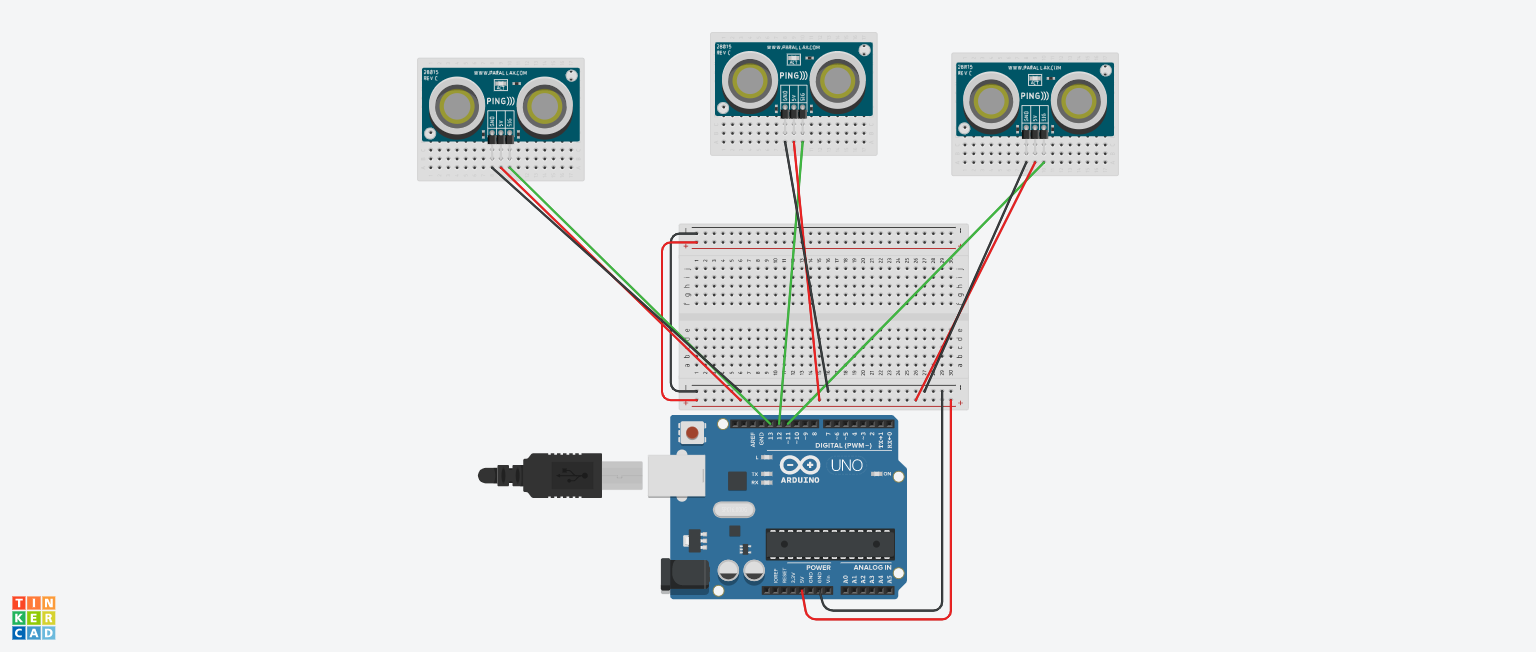 28015
REV C
WWW.PARALLAX.COM
PING)))
GND
5V
SIG
28015
REV C
WWW.PARALLAX.COM
PING)))
GND
5V
SIG
28015
REV C
WWW.PARALLAX.COM
PING)))
GND
5V
SIG
j
i
h
g
f
e
d
c
b
a
AREF
GND
13
12
~11
~10
~9
8
7
~6
~5
4
~3
2
TX→1
RX←0
DIGITAL (PWM~)
L
TX
RX
ON
UNO
ARDUINO
POWER
ANALOG IN
IOREF
RESET
3.3V
5V
GND
GND
Vin
A0
A1
A2
A3
A4
A5
TIN
KER
CAD